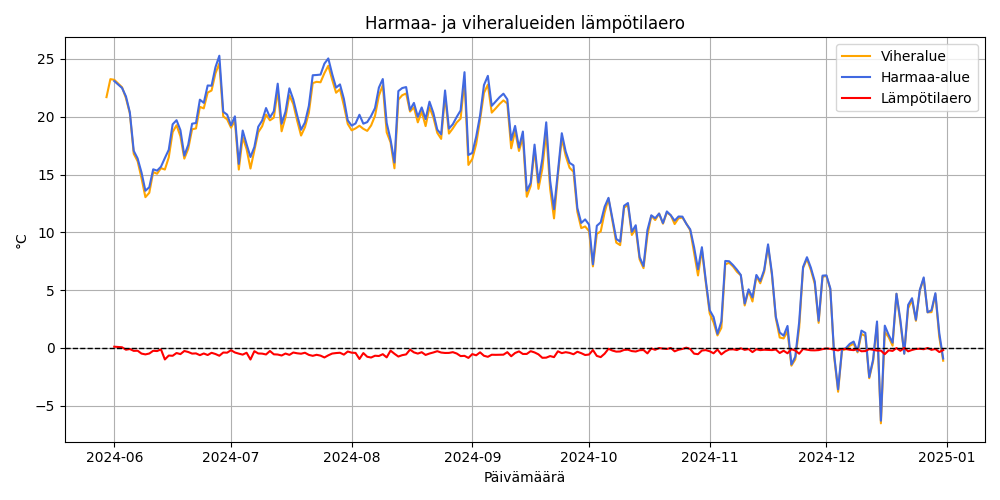 Harmaa- ja viheralueiden lämpötilaero
Viheralue
Harmaa-alue
Lämpötilaero
25
20
15
10
5
0
−5
°C
2024-06 2024-07 2024-08 2024-09 2024-10 2024-11 2024-12 2025-01
Päivämäärä